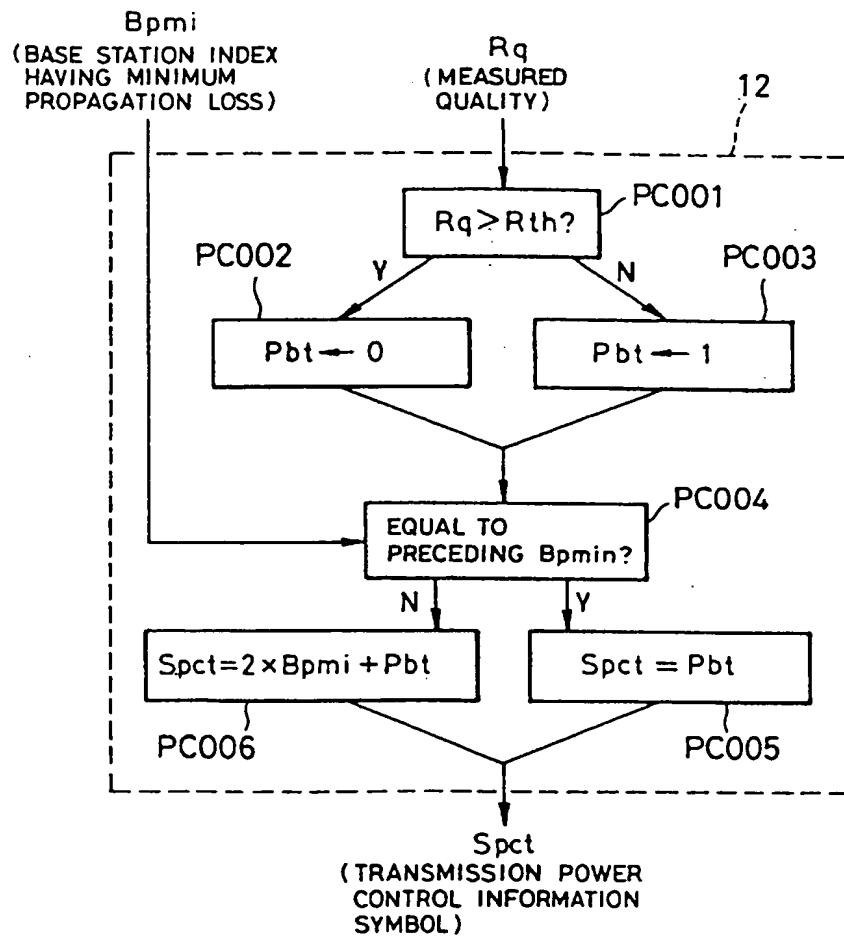 Bpmi
(BASE STATION INDEX
HAVING MINIMUM
PROPAGATION LOSS)
Rq
(MEASURED
QUALITY)
12
PC001
Rq>Rth?
PC002
Y
N
PC003
Pbt ← 0
Pbt ← 1
PC004
EQUAL TO
PRECEDING Bpmin?
N
Y
Spct=2×Bpmi+Pbt
Spct = Pbt
PC006
PC005
Spct
(TRANSMISSION POWER
CONTROL INFORMATION
SYMBOL)